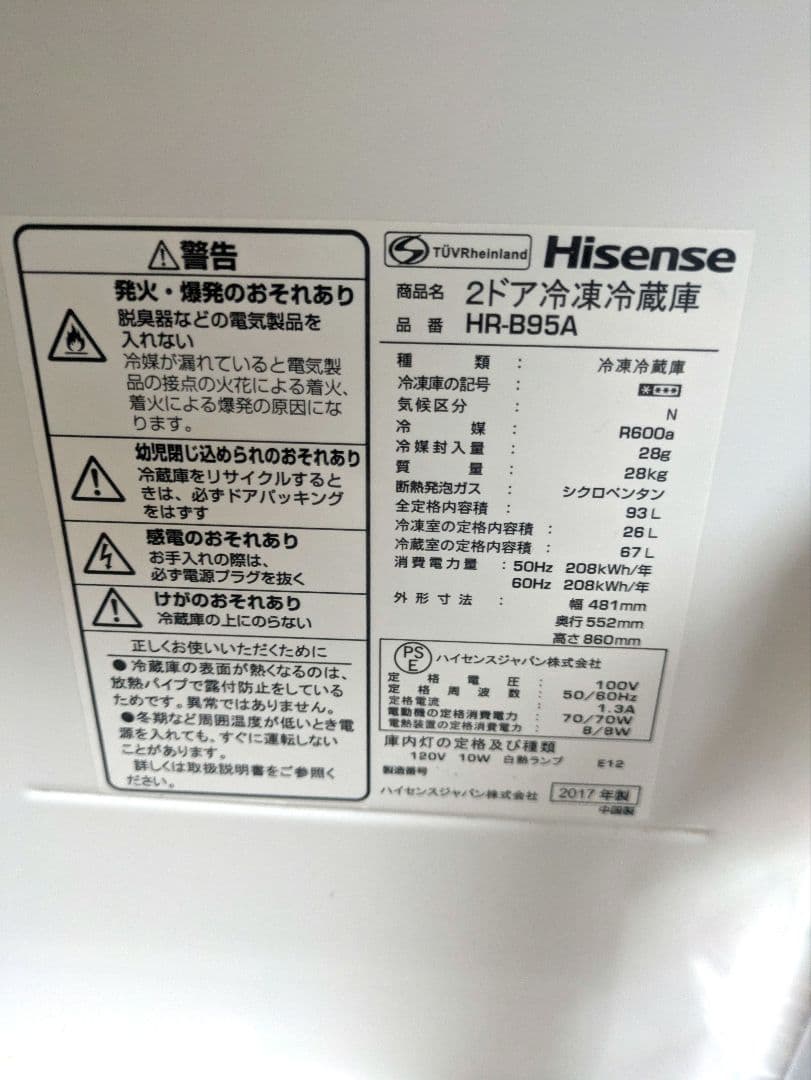 警告
発火・爆発のおそれあり
脱臭器などの電気製品を
入れない
冷媒が漏れていると電気製
品の接点の火花による着火、
着火による爆発の原因にな
ります。
幼児閉じ込められのおそれあり
冷蔵庫をリサイクルすると
きは、必ずドアパッキング
をはずす
感電のおそれあり
お手入れの際は、
必ず電源プラグを抜く
けがのおそれあり
冷蔵庫の上にのらない
正しくお使いいただくために
●冷蔵庫の表面が熱くなるのは、
放熱パイプで露付防止をしている
ためです。異常ではありません。
●冬期など周囲温度が低いとき電
源を入れても、すぐに運転しない
ことがあります。
詳しくは取扱説明書をご参照く
ださい。
TÜVRheinland Hisense
商品名 2ドア冷凍冷蔵庫
品番 HR-B95A
種類 : 冷凍冷蔵庫
冷凍庫の記号 : ****
気候区分 : N
冷媒 : R600a
冷媒封入量 : 28g
質量 : 28kg
断熱発泡ガス : シクロペンタン
全定格内容積 : 93L
冷凍室の定格内容積 : 26L
冷蔵室の定格内容積 : 67L
消費電力量 : 50Hz 208kWh/年
60Hz 208kWh/年
外形寸法 : 幅 481mm
奥行 552mm
高さ 860mm
PSE ハイセンスジャパン株式会社
定格電圧 : 100V
定格周波数 : 50/60Hz
定格電流 : 1.3A
電動機の定格消費電力 : 70/70W
電熱装置の定格消費電力 : 8/8W
庫内灯の定格及び種類
120V 10W 白熱ランプ E12
製造番号
ハイセンスジャパン株式会社 2017年製
中国製